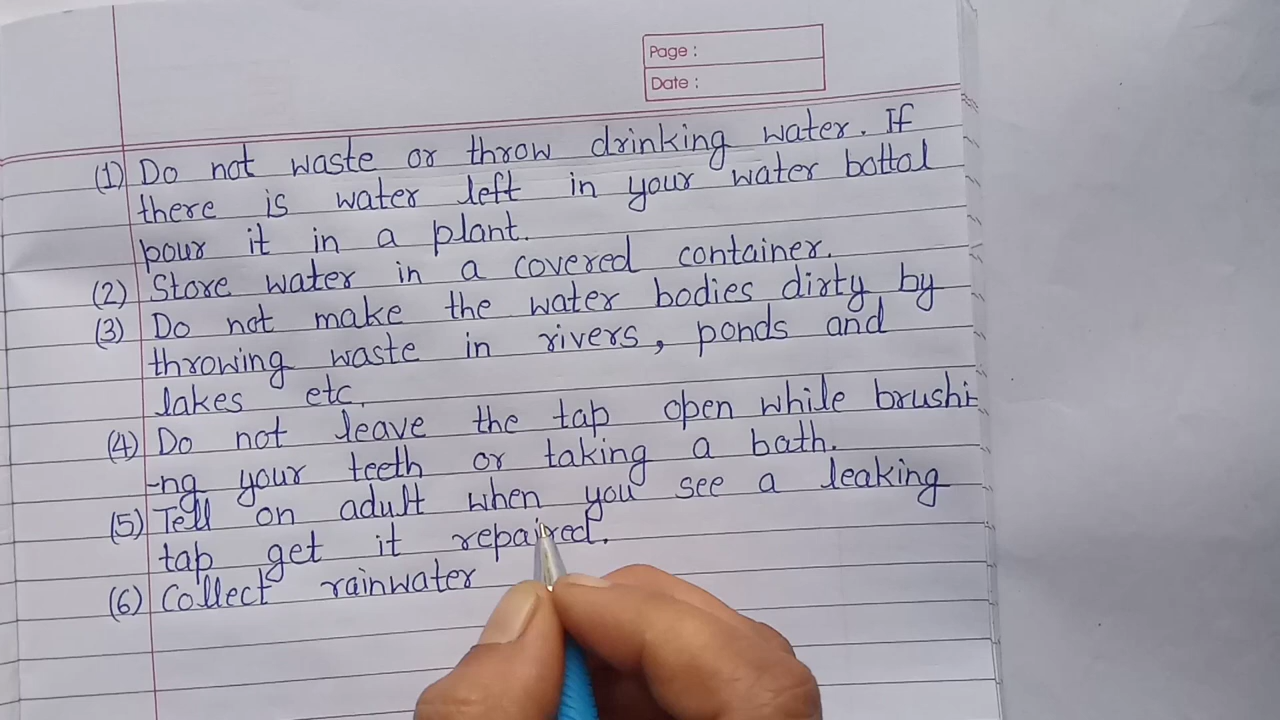 Page :
Date :
(1) Do not waste or throw drinking water. If
there is water left in your water bottol
pour it in a plant.
(2) Store water in a covered container.
(3) Do not make the water bodies dirty by
throwing waste in rivers, ponds and
lakes etc.
(4) Do not leave the tap open while brushi
-ng your teeth or taking a bath.
(5) Tell on adult when you see a leaking
tap get it repaired.
(6) Collect rainwater